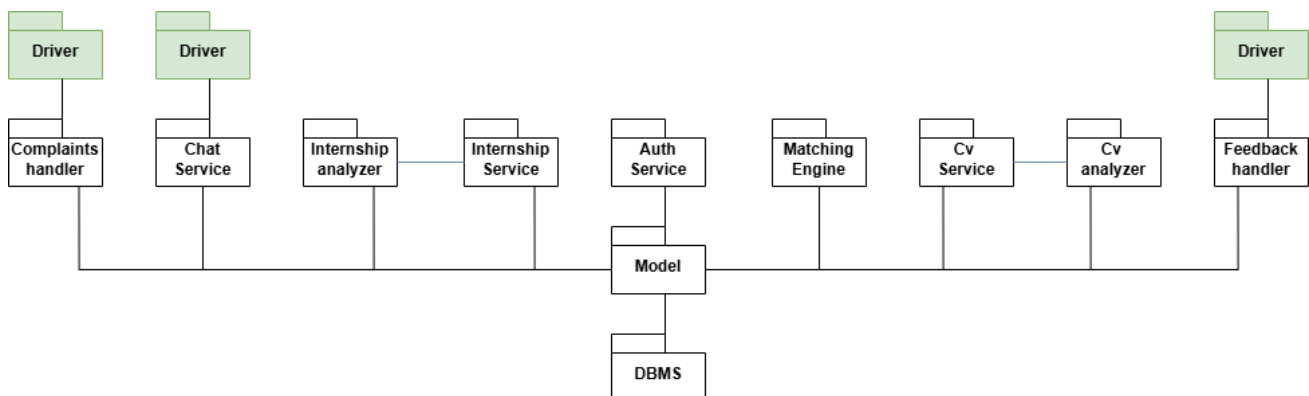 Driver
Driver
Driver
Complaints
handler
Chat
Service
Internship
analyzer
Internship
Service
Auth
Service
Matching
Engine
Cv
Service
Cv
analyzer
Feedback
handler
Model
DBMS